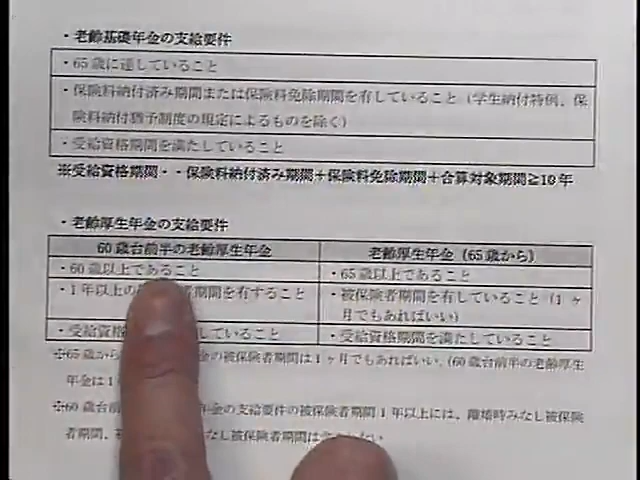 ・老齢基礎年金の支給要件
・65歳に達していること
・保険料納付済み期間または保険料免除期間を有していること（学生納付特例、保
険料納付猶予制度の規定によるものを除く）
・受給資格期間を満たしていること
※受給資格期間・・保険料納付済み期間＋保険料免除期間＋合算対象期間≧10年
・老齢厚生年金の支給要件
60歳台前半の老齢厚生年金
老齢厚生年金（65歳から）
・60歳以上であること
・65歳以上であること
・1年以上の 者期間を有すること
・被保険者期間を有していること（1ヶ
月でもあればいい）
・受給資 していること
・受給資格期間を満たしていること
※65歳から 金の被保険者期間は1ヶ月でもあればいい。（60歳台前半の老齢厚生
年金は1
※60歳台 年金の支給要件の被保険者期間1年以上には、離婚時みなし被保険
者期間、 なし被保険者期間は